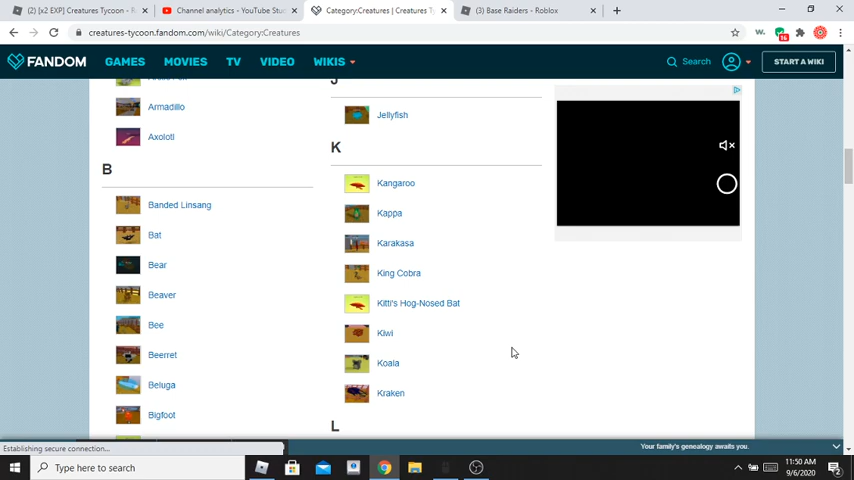 (2) [x2 EXP] Creatures Tycoon - R
Channel analytics - YouTube Stu
Category:Creatures | Creatures T
(3) Base Raiders - Roblox
creatures-tycoon.fandom.com/wiki/Category:Creatures
16
FANDOM
GAMES
MOVIES
TV
VIDEO
WIKIS
Search
START A WIKI
Armadillo
Axolotl
B
Banded Linsang
Bat
Bear
Beaver
Bee
Beerret
Beluga
Bigfoot
J
Jellyfish
K
Kangaroo
Kappa
Karakasa
King Cobra
Kitti's Hog-Nosed Bat
Kiwi
Koala
Kraken
L
Establishing secure connection...
Your family's genealogy awaits you.
Type here to search
11:50 AM
9/6/2020
2